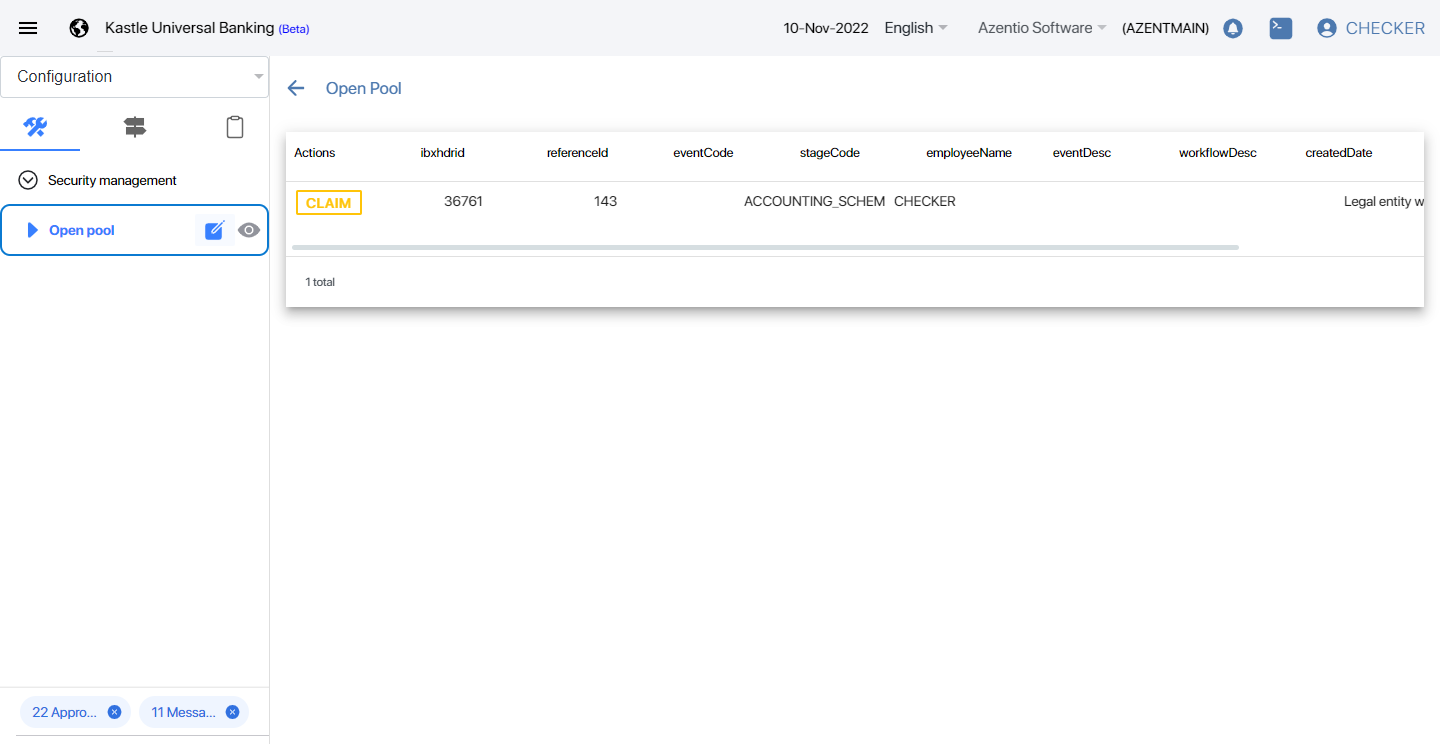 Kastle Universal Banking (Beta)
10-Nov-2022 English Azentio Software (AZENTMAIN) CHECKER
Configuration
Security management
Open pool
22 Appro...
11 Messa...
Open Pool
Actions ibxhdrid referenceId eventCode stageCode employeeName eventDesc workflowDesc createdDate
CLAIM 36761 143 ACCOUNTING_SCHEM CHECKER Legal entity w
1 total